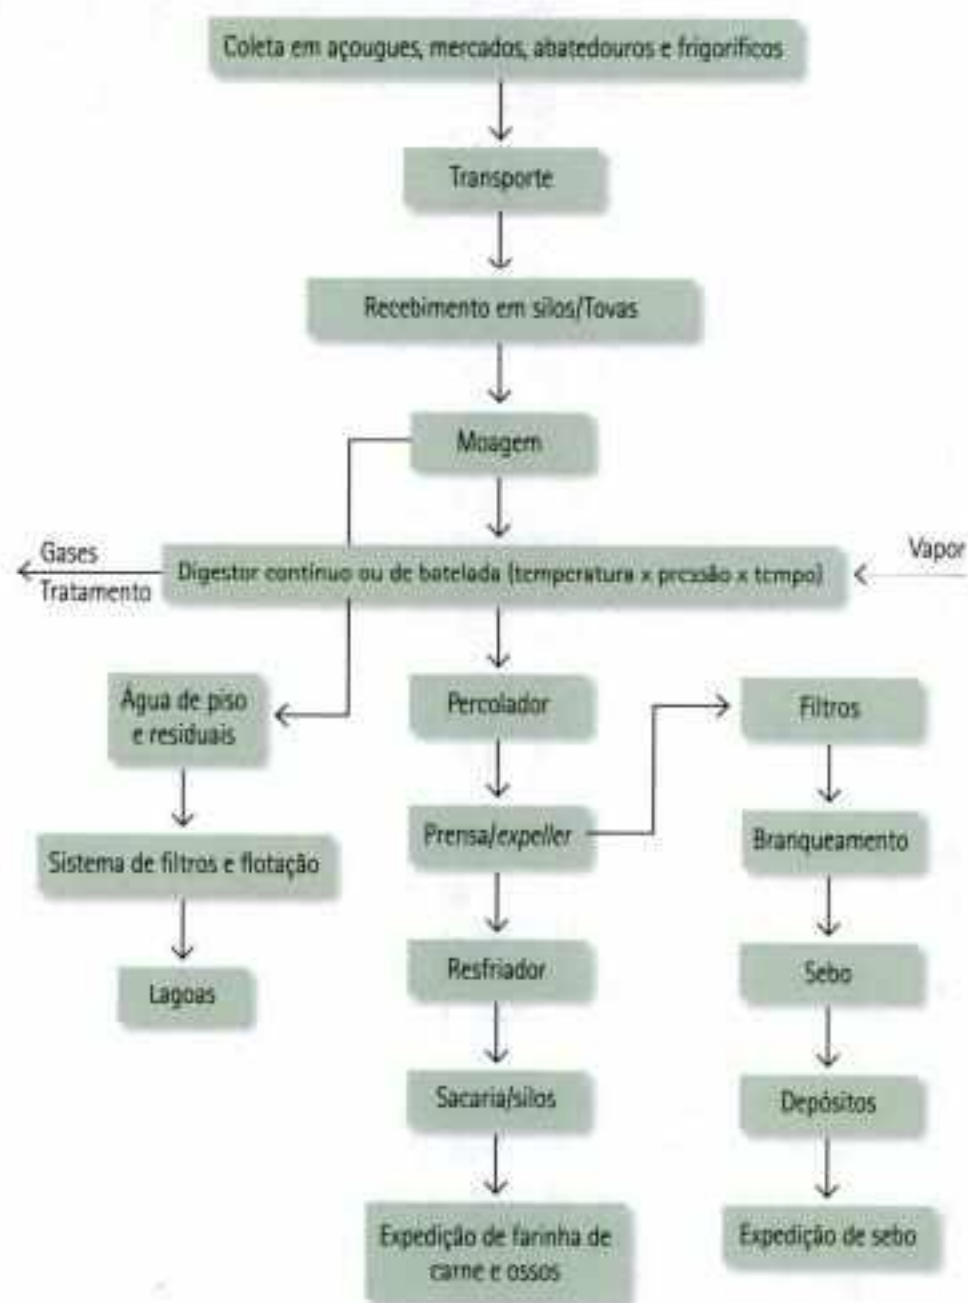 Coleta em açougues, mercados, abatedouros e frigoríficos
Transporte
Recebimento em silos/Tovas
Moagem
Gases
Tratamento
Digestor contínuo ou de batelada (temperatura x pressão x tempo)
Vapor
Água de piso
e residuais
Sistema de filtros e flotação
Lagoas
Percolador
Prensa/expeller
Resfriador
Sacaria/silos
Expedição de farinha de
carne e ossos
Filtros
Branqueamento
Sebo
Depósitos
Expedição de sebo